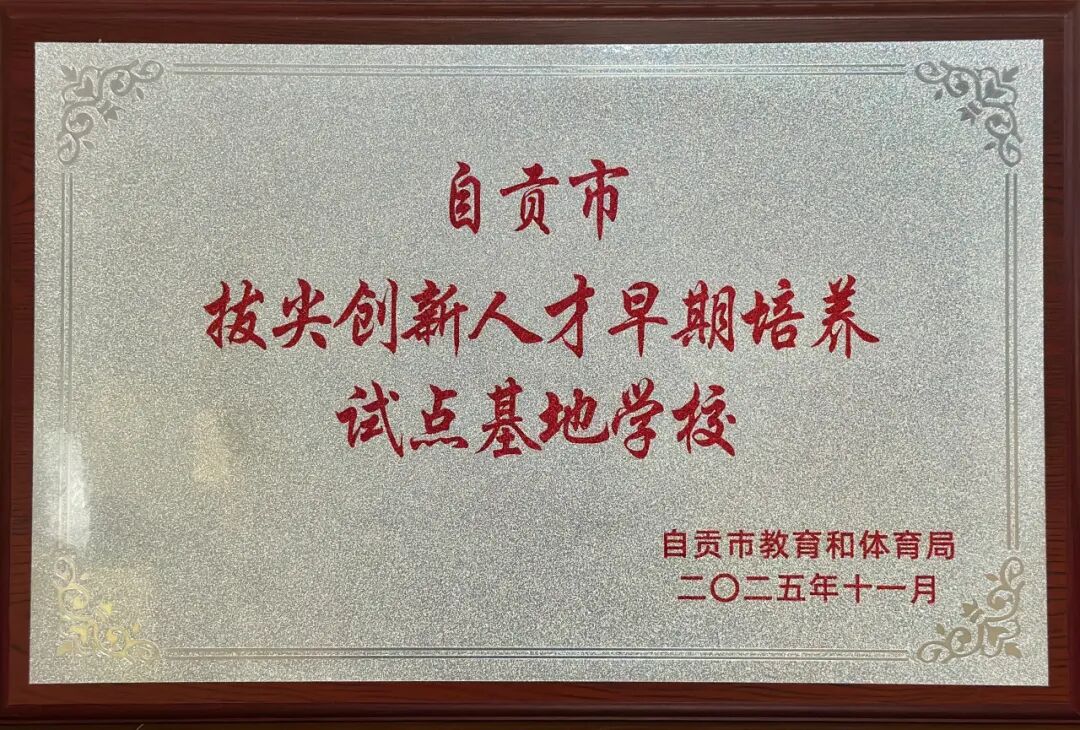 自贡市
拔尖创新人才早期培养
试点基地学校
自贡市教育和体育局
二〇二五年十一月